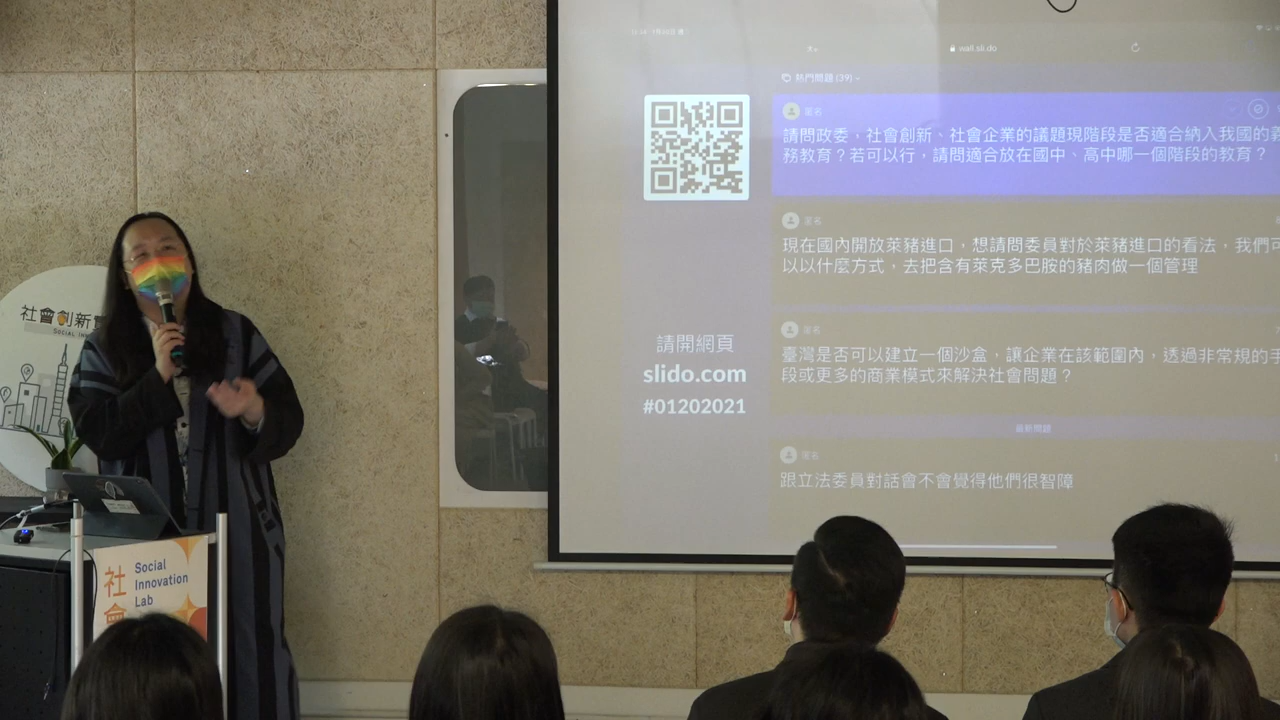 社會創新實
SOCIAL INN
社會
Social
Innovation
Lab
wall.sli.do
熱門問題 (39)
匿名
請問政委，社會創新、社會企業的議題現階段是否適合納入我國的義
務教育？若可以行，請問適合放在國中、高中哪一個階段的教育？
匿名
現在國內開放萊豬進口，想請問委員對於萊豬進口的看法，我們可
以以什麼方式，去把含有萊克多巴胺的豬肉做一個管理
匿名
臺灣是否可以建立一個沙盒，讓企業在該範圍內，透過非常規的手
段或更多的商業模式來解決社會問題？
最新問題
匿名
跟立法委員對話會不會覺得他們很智障
請開網頁
slido.com
#01202021